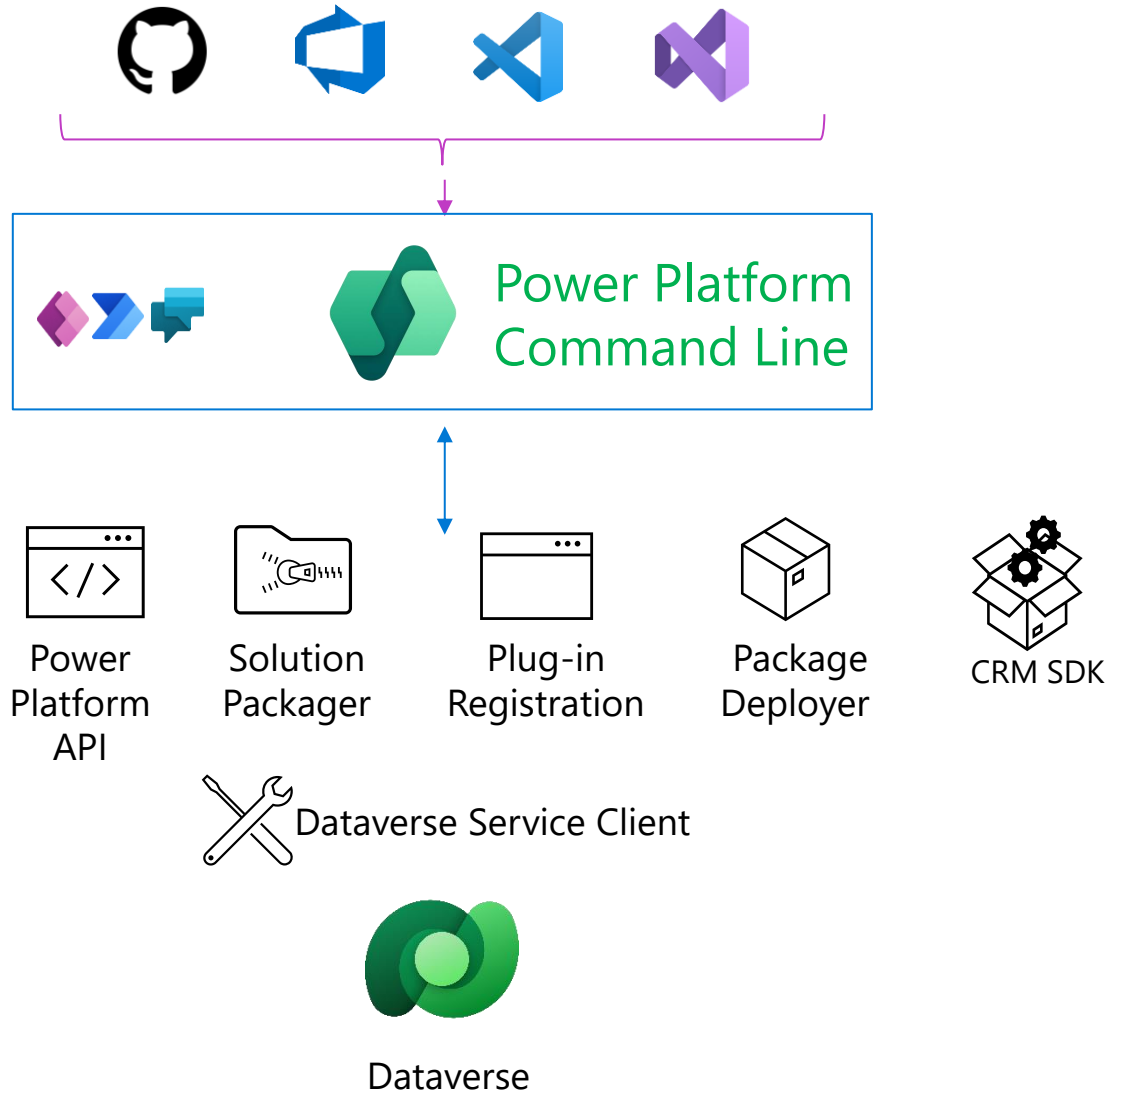 Power Platform
Command Line
Power
Platform
API
Solution
Packager
Plug-in
Registration
Package
Deployer
CRM SDK
Dataverse Service Client
Dataverse